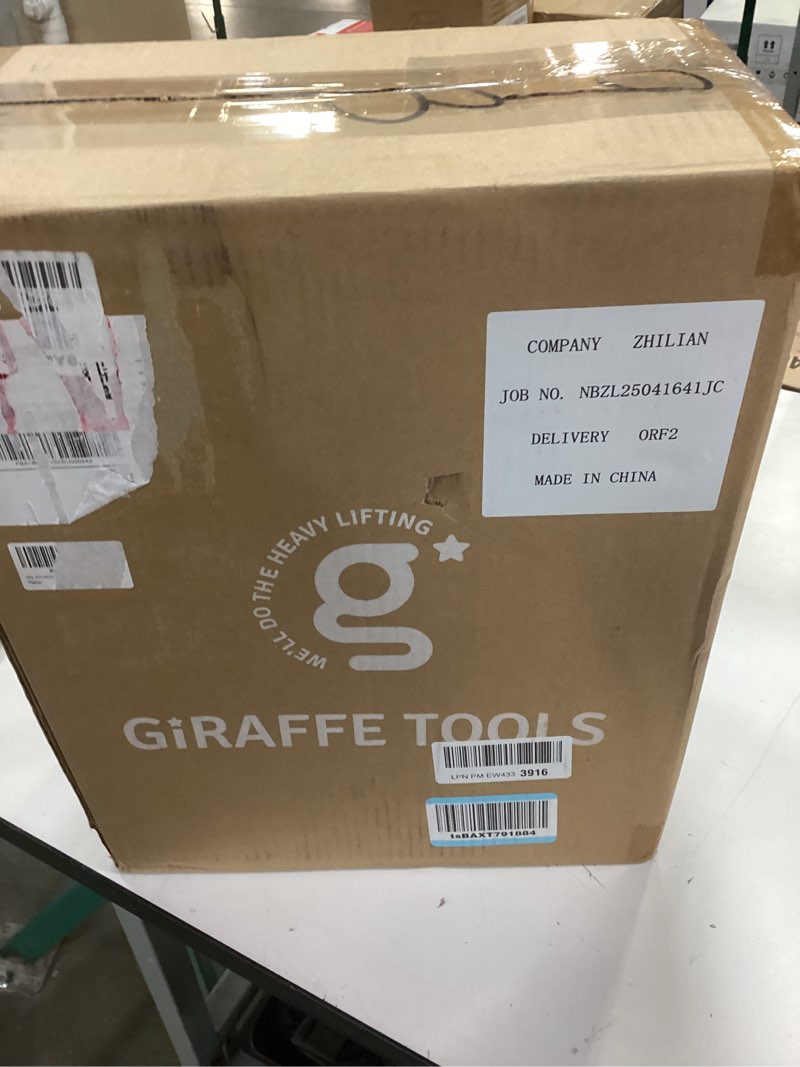 COMPANY ZHILIAN
JOB NO. NBZL25041641JC
DELIVERY ORF2
MADE IN CHINA
WE'LL DO THE HEAVY LIFTING
g
GiRAFFE TOOLS
LPN PM EW433 3916
tsBAXT791884
New